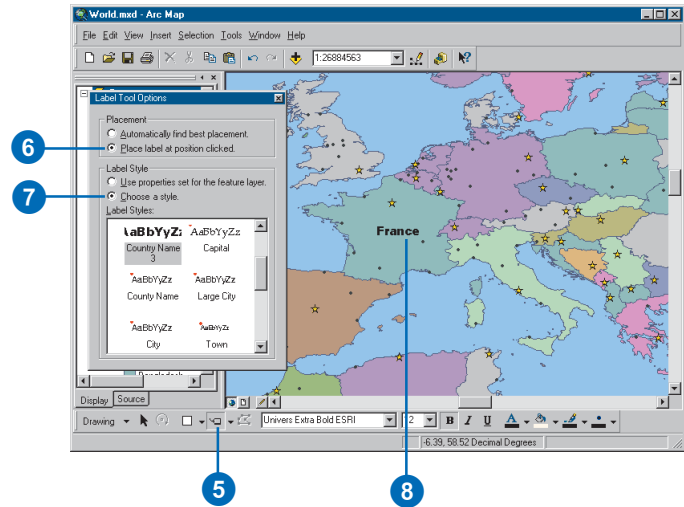 World.mxd - Arc Map
File Edit View Insert Selection Tools Window Help
1:26884563
Label Tool Options
Placement
Automatically find best placement.
6
Place label at position clicked.
Label Style
Use properties set for the feature layer.
7
Choose a style.
Label Styles:
AaBbYyZz AaBbYyZz
Country Name 3 Capital
AaBbYyZz AaBbYyZz
County Name Large City
AaBbYyZz AaBbYyZz
City Town
France
Bangladesh
Display Source
Drawing Univers Extra Bold ESRI 12 B I U A
-6.39, 58.52 Decimal Degrees
5
8